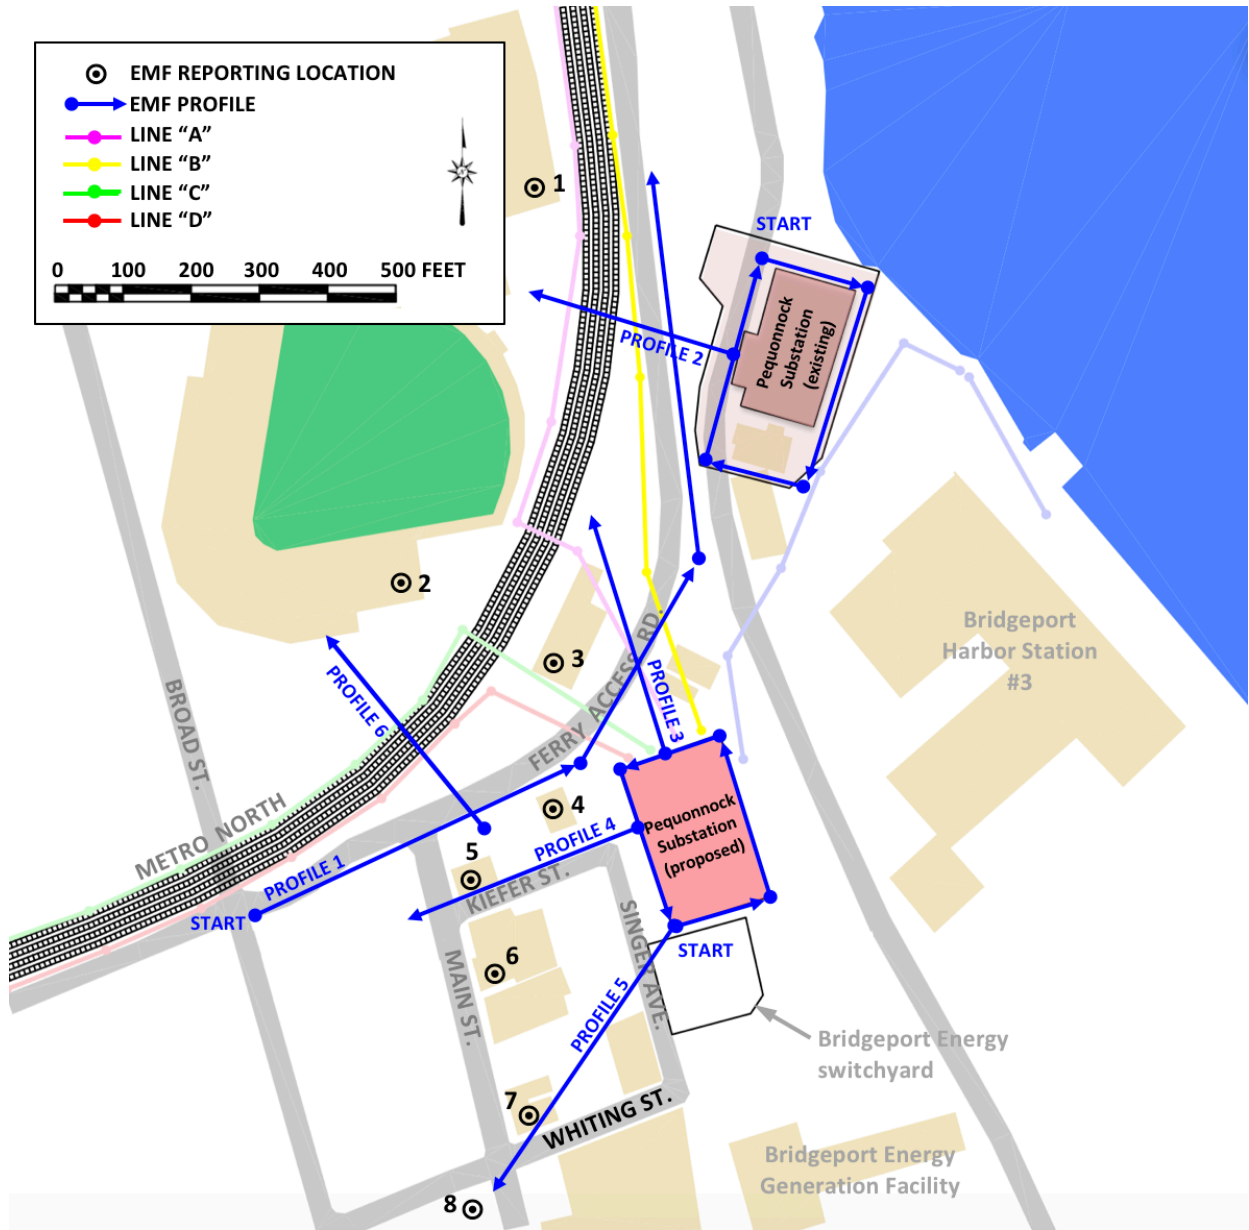 EMF REPORTING LOCATION
EMF PROFILE
LINE "A"
LINE "B"
LINE "C"
LINE "D"
0 100 200 300 400 500 FEET
1
START
PROFILE 2
Pequonnock
Substation
(existing)
2
3
Bridgeport
Harbor Station
#3
BROAD ST.
PROFILE 6
FERRY ACCESS RD.
PROFILE 3
METRO NORTH
4
PROFILE 4
Pequonnock
Substation
(proposed)
5
PROFILE 1
KIEFER ST.
START
SINGER AVE.
START
6
MAIN ST.
PROFILE 5
Bridgeport Energy
switchyard
7
WHITING ST.
Bridgeport Energy
Generation Facility
8